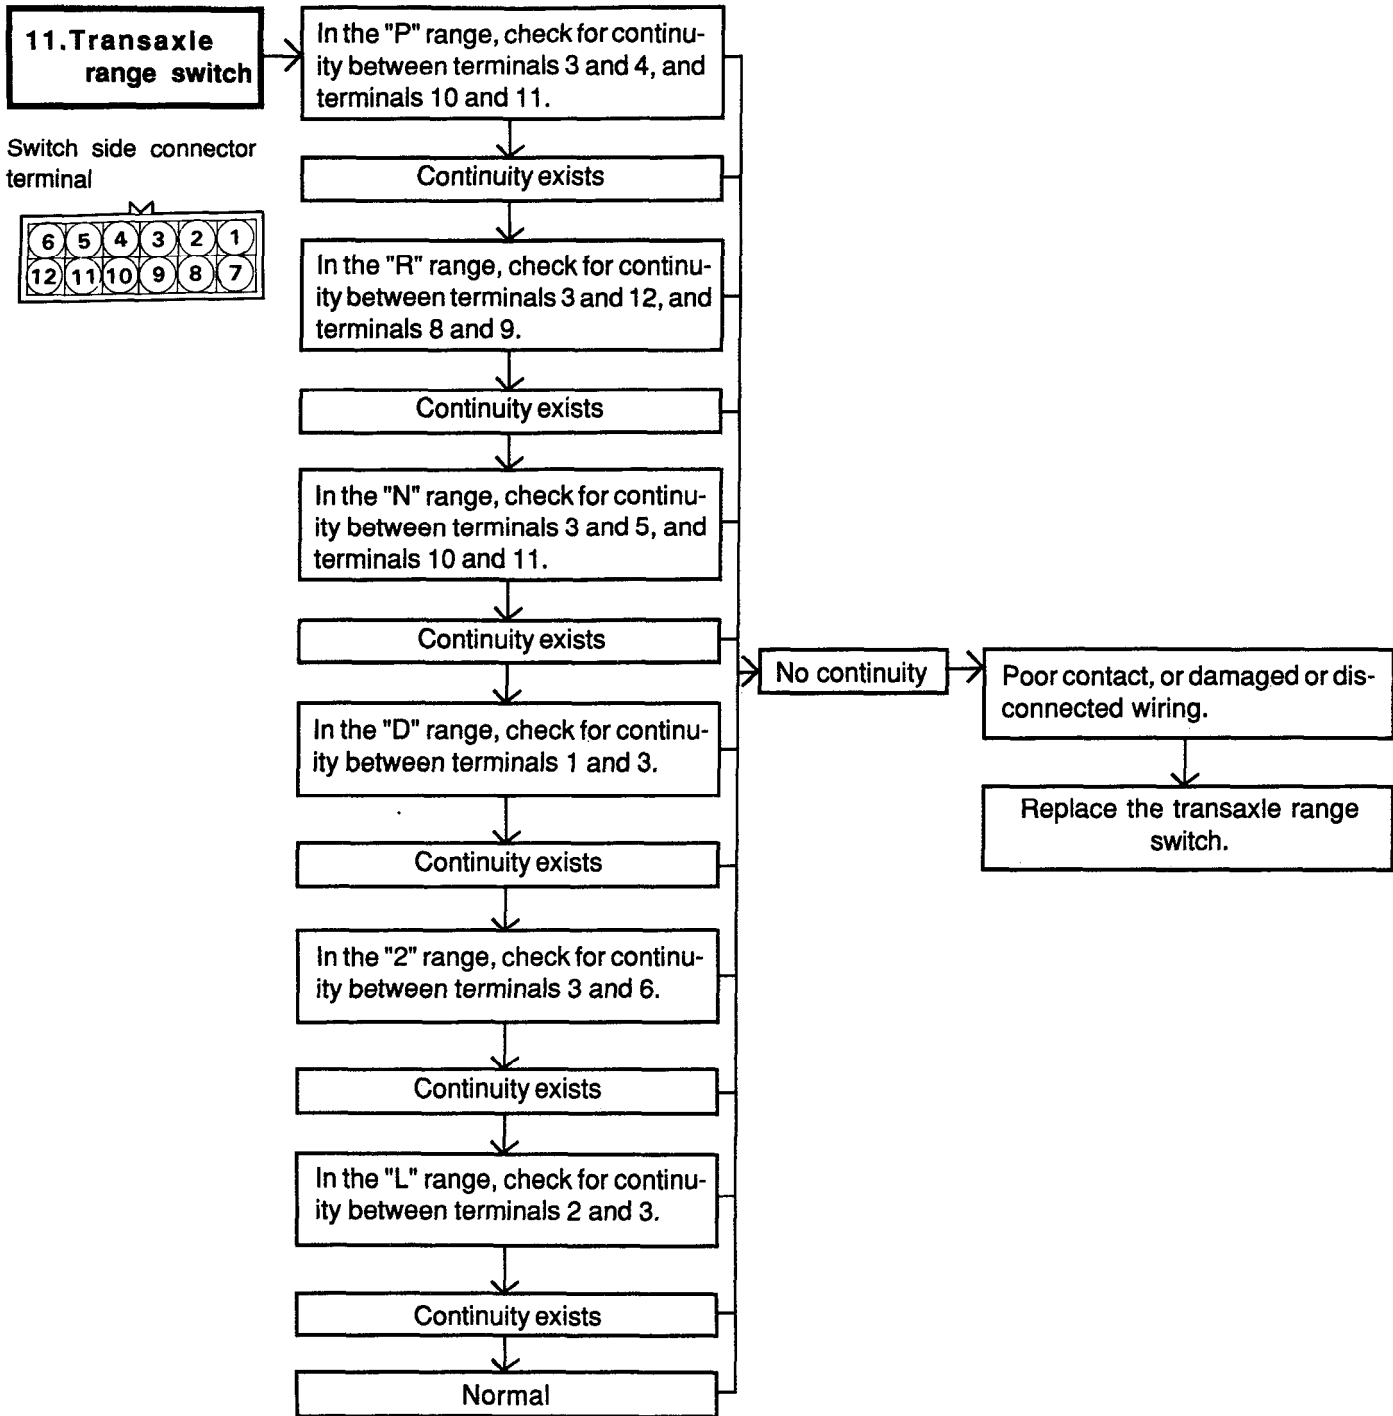 11.Transaxle
range switch
Switch side connector
terminal
6 5 4 3 2 1
12 11 10 9 8 7
In the "P" range, check for continu-
ity between terminals 3 and 4, and
terminals 10 and 11.
Continuity exists
In the "R" range, check for continu-
ity between terminals 3 and 12, and
terminals 8 and 9.
Continuity exists
In the "N" range, check for continu-
ity between terminals 3 and 5, and
terminals 10 and 11.
Continuity exists
In the "D" range, check for continu-
ity between terminals 1 and 3.
Continuity exists
In the "2" range, check for continu-
ity between terminals 3 and 6.
Continuity exists
In the "L" range, check for continu-
ity between terminals 2 and 3.
Continuity exists
Normal
No continuity
Poor contact, or damaged or dis-
connected wiring.
Replace the transaxle range
switch.